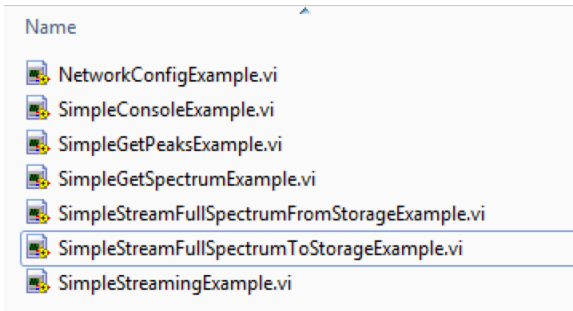 Name
NetworkConfigExample.vi
SimpleConsoleExample.vi
SimpleGetPeaksExample.vi
SimpleGetSpectrumExample.vi
SimpleStreamFullSpectrumFromStorageExample.vi
SimpleStreamFullSpectrumToStorageExample.vi
SimpleStreamingExample.vi